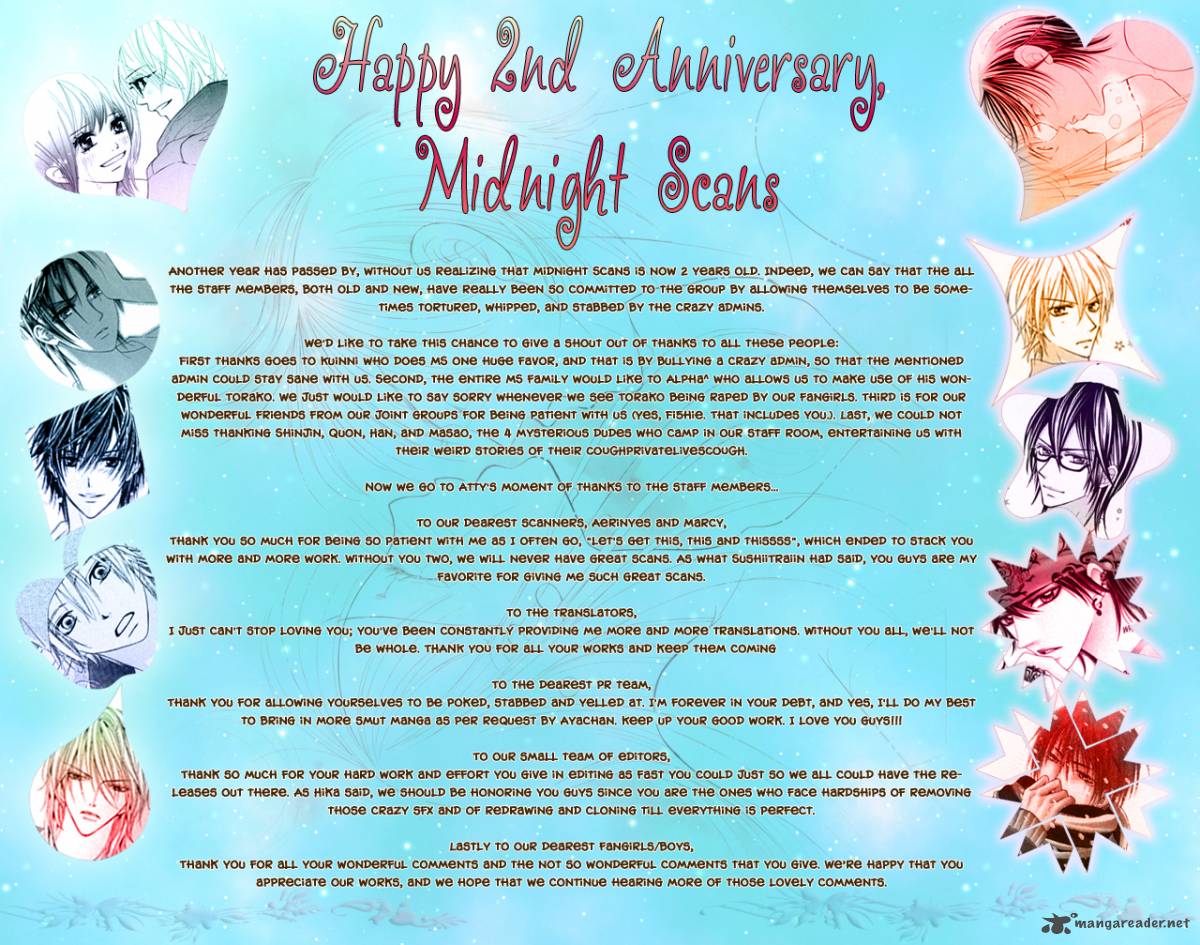 Happy 2nd Anniversary,
Midnight Scans
Another year has passed by, without us realizing that Midnight Scans is now 2 years old. Indeed, we can say that the all
the staff members, both old and new, have really been so committed to the group by allowing themselves to be some-
times tortured, whipped, and stabbed by the crazy admins.
We'd like to take this chance to give a shout out of thanks to all these people:
First thanks goes to Kuinni who does MS one huge favor, and that is by bullying a crazy admin, so that the mentioned
admin could stay sane with us. Second, the entire MS family would like to Alpha^ who allows us to make use of his won-
derful Torako. We just would like to say sorry whenever we see Torako being raped by our fangirls. Third is for our
wonderful friends from our joint groups for being patient with us (yes, Fishie. That includes you.). Last, we could not
miss thanking Shinjin, Quon, Han, and Masao, the 4 mysterious dudes who camp in our staff room, entertaining us with
their weird stories of their coughprivatelivescough.
Now we go to Atty's moment of thanks to the staff members...
To our dearest scanners, Aerinyes and Marcy,
Thank you so much for being so patient with me as I often go, "Let's get this, this and thissss", which ended to stack you
with more and more work. Without you two, we will never have great scans. As what Sushiitraiin had said, you guys are my
favorite for giving me such great scans.
To the translators,
I just can't stop loving you; you've been constantly providing me more and more translations. Without you all, we'll not
be whole. Thank you for all your works and keep them coming
To the dearest PR team,
Thank you for allowing yourselves to be poked, stabbed and yelled at. I'm forever in your debt, and yes, I'll do my best
to bring in more smut manga as per request by Ayachan. Keep up your good work. I love you guys!!!
To our small team of editors,
Thank so much for your hard work and effort you give in editing as fast you could just so we all could have the re-
leases out there. As Hika said, we should be honoring you guys since you are the ones who face hardships of removing
those crazy sfx and of redrawing and cloning till everything is perfect.
Lastly to our dearest fangirls/boys,
Thank you for all your wonderful comments and the not so wonderful comments that you give. We're happy that you
appreciate our works, and we hope that we continue hearing more of those lovely comments.
mangareader.net